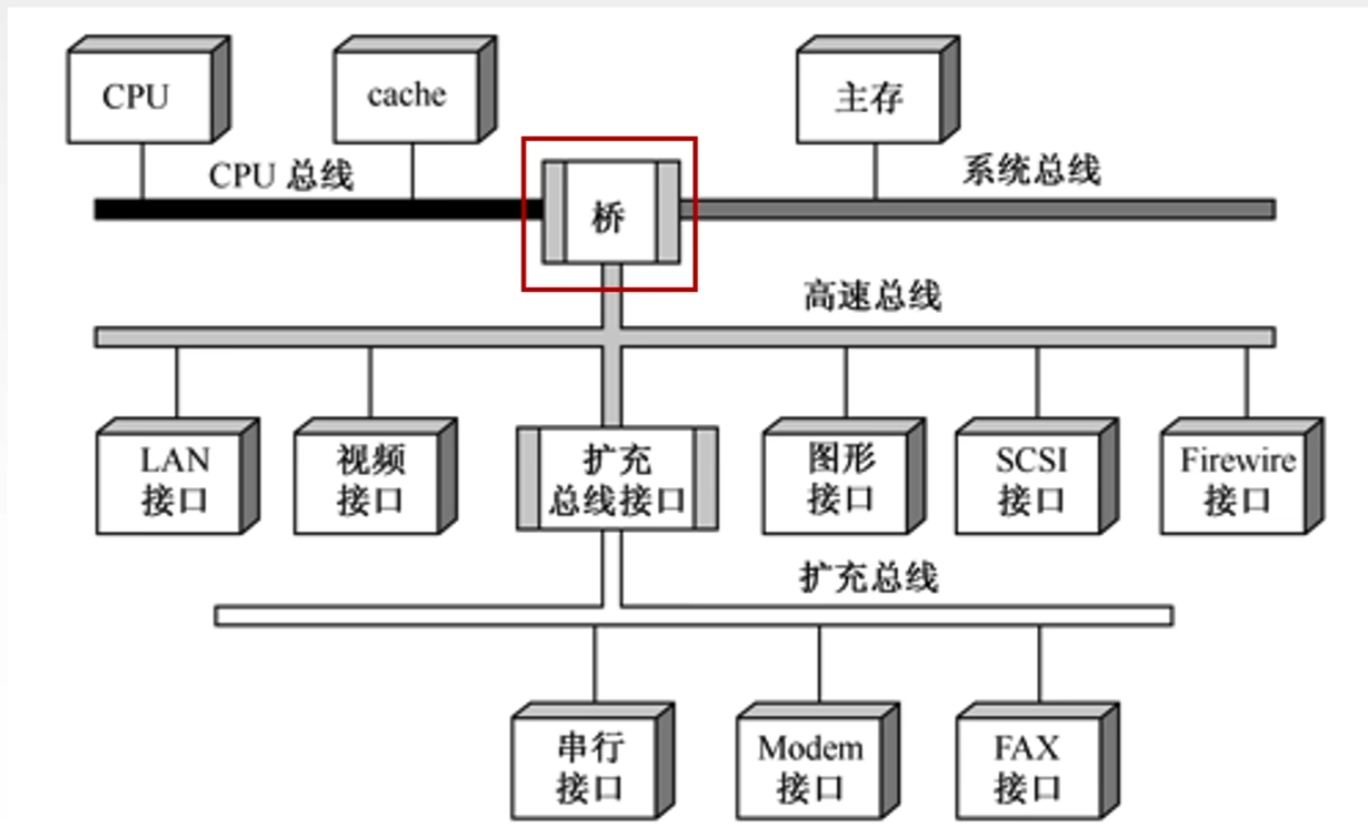 CPU
cache
主存
CPU 总线
系统总线
桥
高速总线
LAN
接口
视频
接口
扩充
总线接口
图形
接口
SCSI
接口
Firewire
接口
扩充总线
串行
接口
Modem
接口
FAX
接口